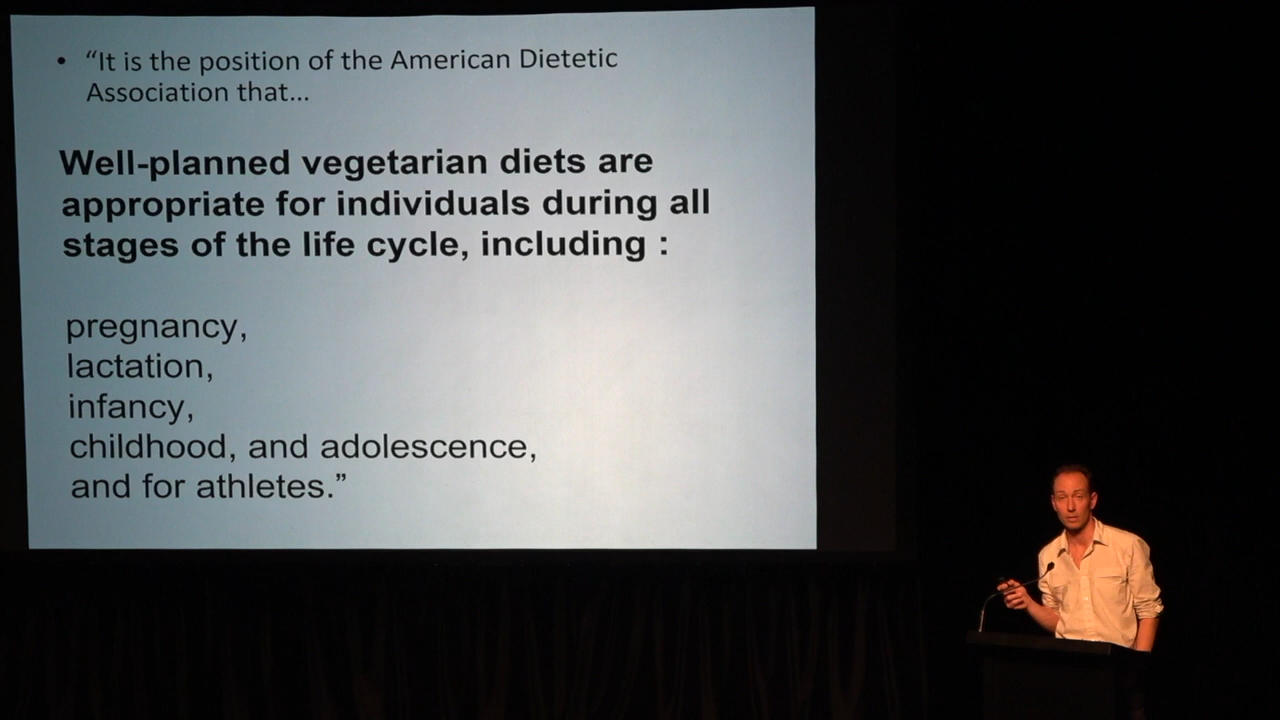 • “It is the position of the American Dietetic
Association that...
Well-planned vegetarian diets are
appropriate for individuals during all
stages of the life cycle, including :
pregnancy,
lactation,
infancy,
childhood, and adolescence,
and for athletes.”